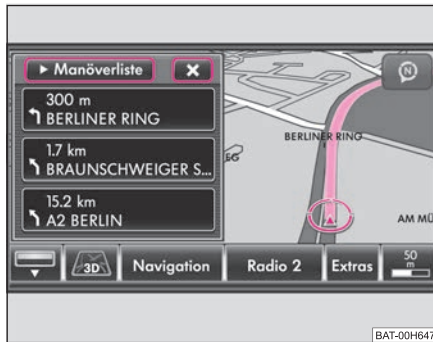 Manöverliste
300 m
BERLINER RING
1.7 km
BRAUNSCHWEIGER S...
15.2 km
A2 BERLIN
N
BERLINER RING
EG
AM MÜ
3D
Navigation
Radio 2
Extras
50
m
BAT-00H647